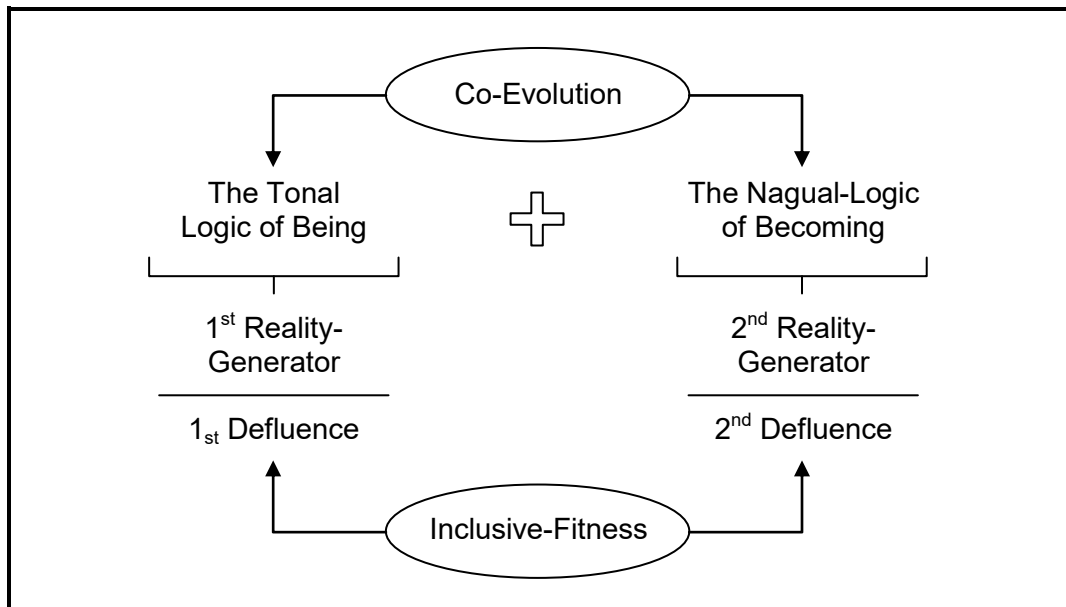 Co-Evolution
The Tonal
Logic of Being
The Nagual-Logic
of Becoming
1st Reality-
Generator
2nd Reality-
Generator
1st Defluence
2nd Defluence
Inclusive-Fitness